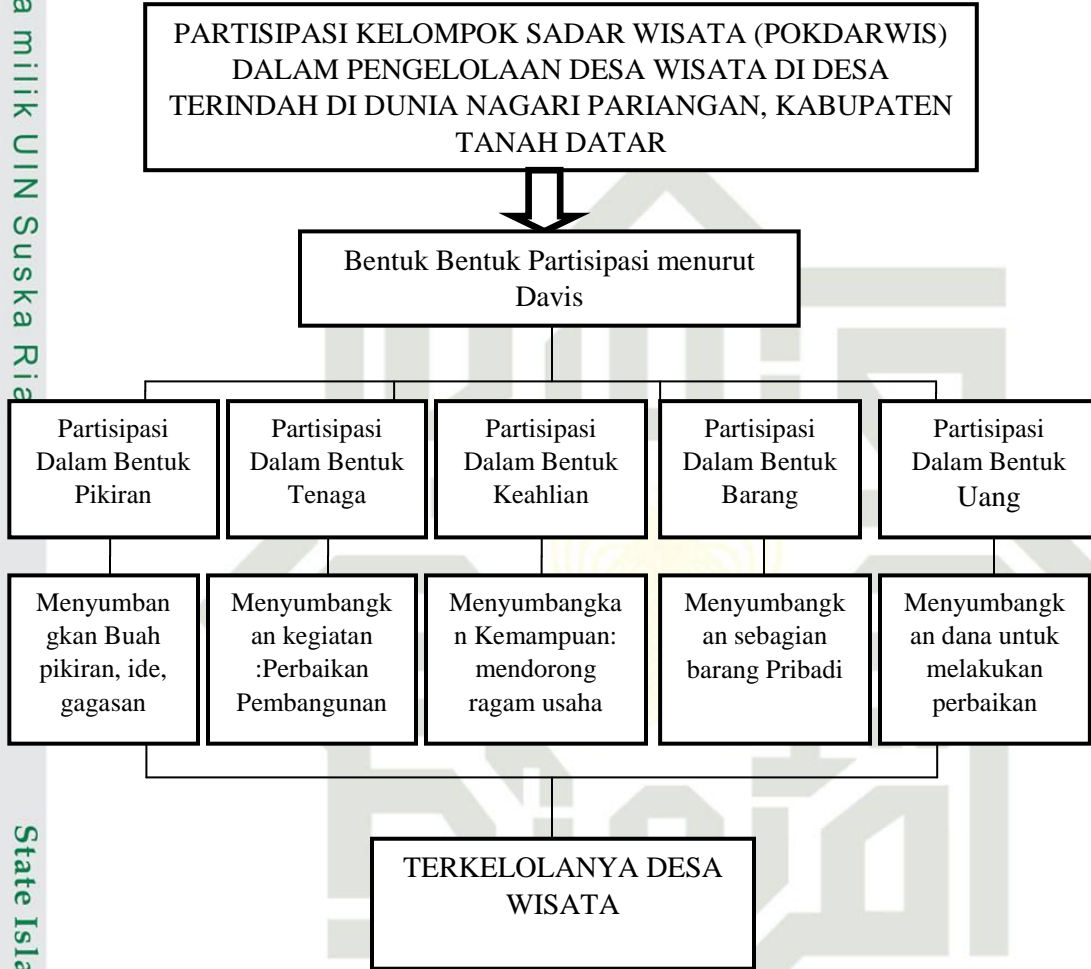 PARTISIPASI KELOMPOK SADAR WISATA (POKDARWIS)
DALAM PENGELOLAAN DESA WISATA DI DESA
TERINDAH DI DUNIA NAGARI PARIANGAN, KABUPATEN
TANAH DATAR
Bentuk Bentuk Partisipasi menurut
Davis
Partisipasi
Dalam Bentuk
Pikiran
Partisipasi
Dalam Bentuk
Tenaga
Partisipasi
Dalam Bentuk
Keahlian
Partisipasi
Dalam Bentuk
Barang
Partisipasi
Dalam Bentuk
Uang
Menyumban
gkan Buah
pikiran, ide,
gagasan
Menyumbangk
an kegiatan
:Perbaikan
Pembangunan
Menyumbangka
n Kemampuan:
mendorong
ragam usaha
Menyumbangk
an sebagian
barang Pribadi
Menyumbangk
an dana untuk
melakukan
perbaikan
TERKELOLANYA DESA
WISATA
milik UIN Suska
State